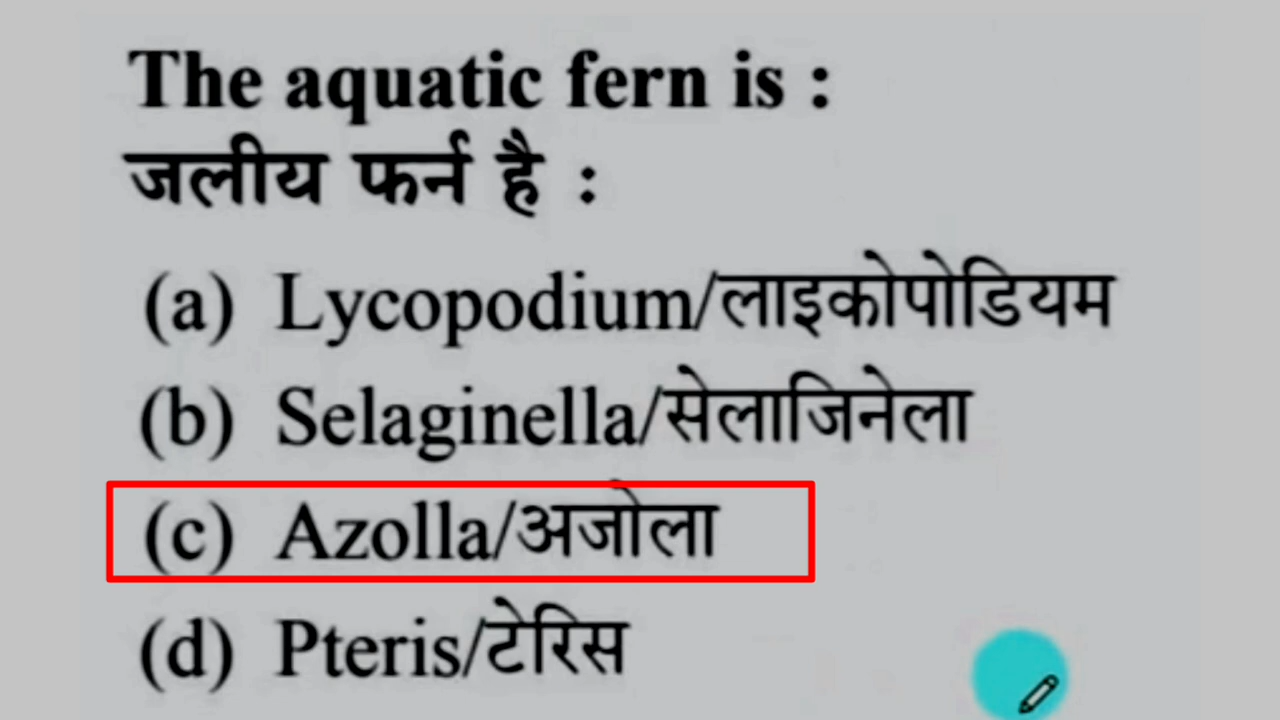 The aquatic fern is :
जलीय फर्न है :
(a) Lycopodium/लाइकोपोडियम
(b) Selaginella/सेलाजिनेला
(c) Azolla/अजोला
(d) Pteris/टेरिस